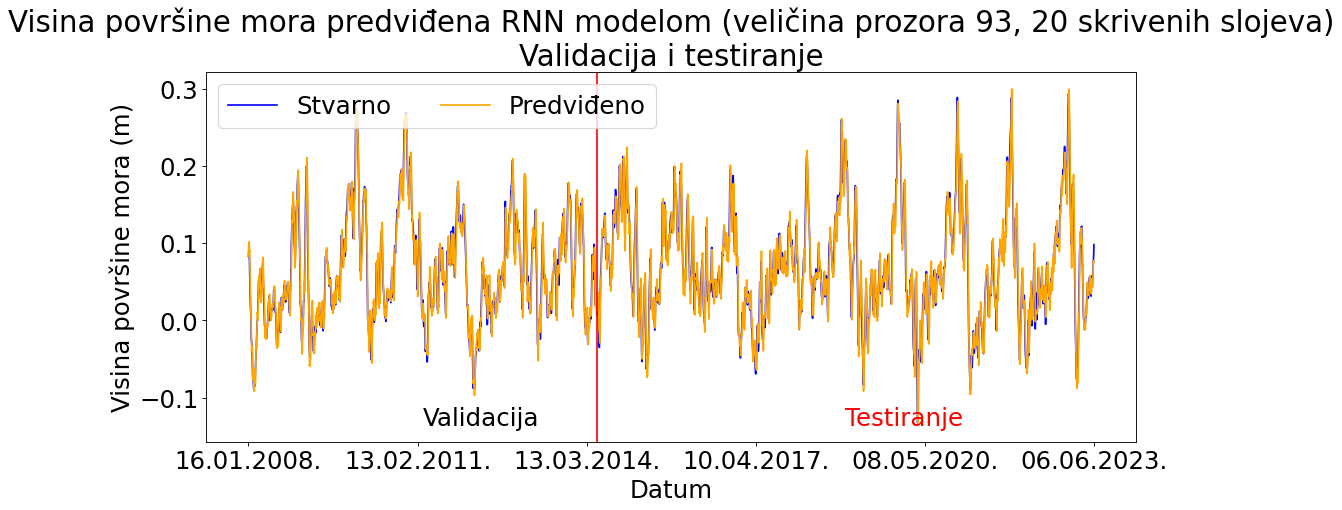 Visina površine mora predviđena RNN modelom (veličina prozora 93, 20 skrivenih slojeva)
Validacija i testiranje
Stvarno Predviđeno
Visina površine mora (m)
0.3
0.2
0.1
0.0
−0.1
Validacija Testiranje
16.01.2008. 13.02.2011. 13.03.2014. 10.04.2017. 08.05.2020. 06.06.2023.
Datum